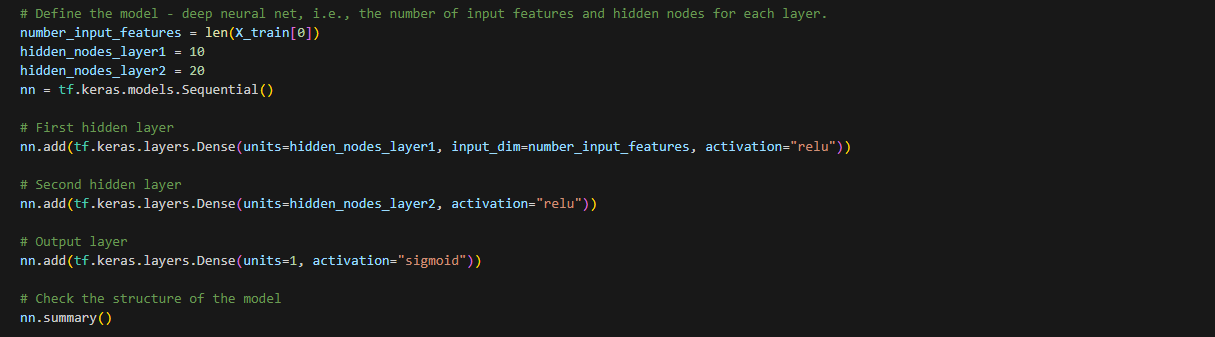 # Define the model - deep neural net, i.e., the number of input features and hidden nodes for each layer.
number_input_features = len(X_train[0])
hidden_nodes_layer1 = 10
hidden_nodes_layer2 = 20
nn = tf.keras.models.Sequential()
# First hidden layer
nn.add(tf.keras.layers.Dense(units=hidden_nodes_layer1, input_dim=number_input_features, activation="relu"))
# Second hidden layer
nn.add(tf.keras.layers.Dense(units=hidden_nodes_layer2, activation="relu"))
# Output layer
nn.add(tf.keras.layers.Dense(units=1, activation="sigmoid"))
# Check the structure of the model
nn.summary()